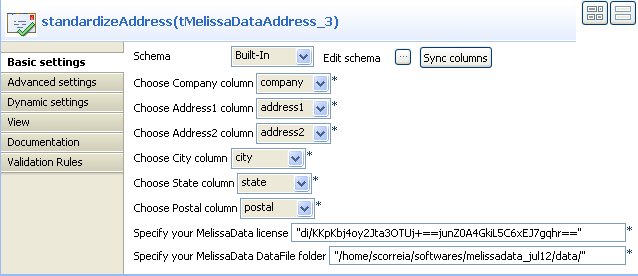 standardizeAddress(tMelissaDataAddress_3)
Basic settings
Advanced settings
Dynamic settings
View
Documentation
Validation Rules
Schema Built-In Edit schema ... Sync columns
Choose Company column company *
Choose Address1 column address1 *
Choose Address2 column address2 *
Choose City column city *
Choose State column state *
Choose Postal column postal *
Specify your MelissaData license "di/KKpKbj4oy2Jta3OTUj+==junZ0A4GkiL5C6xEJ7gqhr==" *
Specify your MelissaData DataFile folder "/home/scorreia/softwares/melissadata_jul12/data/" *